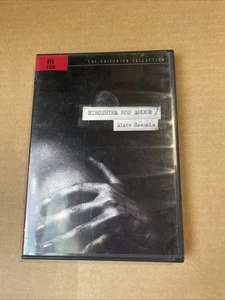 THE CRITERION COLLECTION
HIROSHIMA MON AMOUR /
Alain Resnais